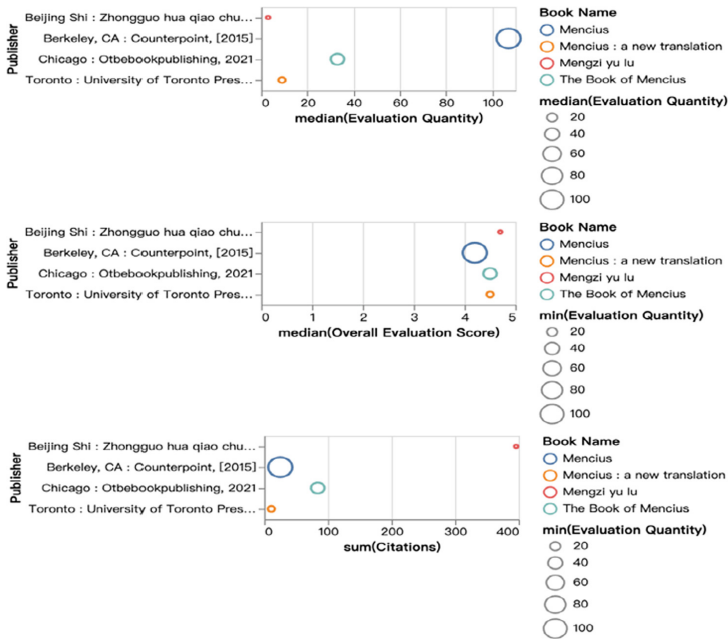 Publisher
Beijing Shi : Zhongguo hua qiao chu...
Berkeley, CA : Counterpoint, [2015]
Chicago : Otbebookpublishing, 2021
Toronto : University of Toronto Pres...
0 20 40 60 80 100
median(Evaluation Quantity)
Book Name
Mencius
Mencius : a new translation
Mengzi yu lu
The Book of Mencius
median(Evaluation Quantity)
20
40
60
80
100
Publisher
Beijing Shi : Zhongguo hua qiao chu...
Berkeley, CA : Counterpoint, [2015]
Chicago : Otbebookpublishing, 2021
Toronto : University of Toronto Pres...
0 1 2 3 4 5
median(Overall Evaluation Score)
Book Name
Mencius
Mencius : a new translation
Mengzi yu lu
The Book of Mencius
min(Evaluation Quantity)
20
40
60
80
100
Publisher
Beijing Shi : Zhongguo hua qiao chu...
Berkeley, CA : Counterpoint, [2015]
Chicago : Otbebookpublishing, 2021
Toronto : University of Toronto Pres...
0 100 200 300 400
sum(Citations)
Book Name
Mencius
Mencius : a new translation
Mengzi yu lu
The Book of Mencius
min(Evaluation Quantity)
20
40
60
80
100